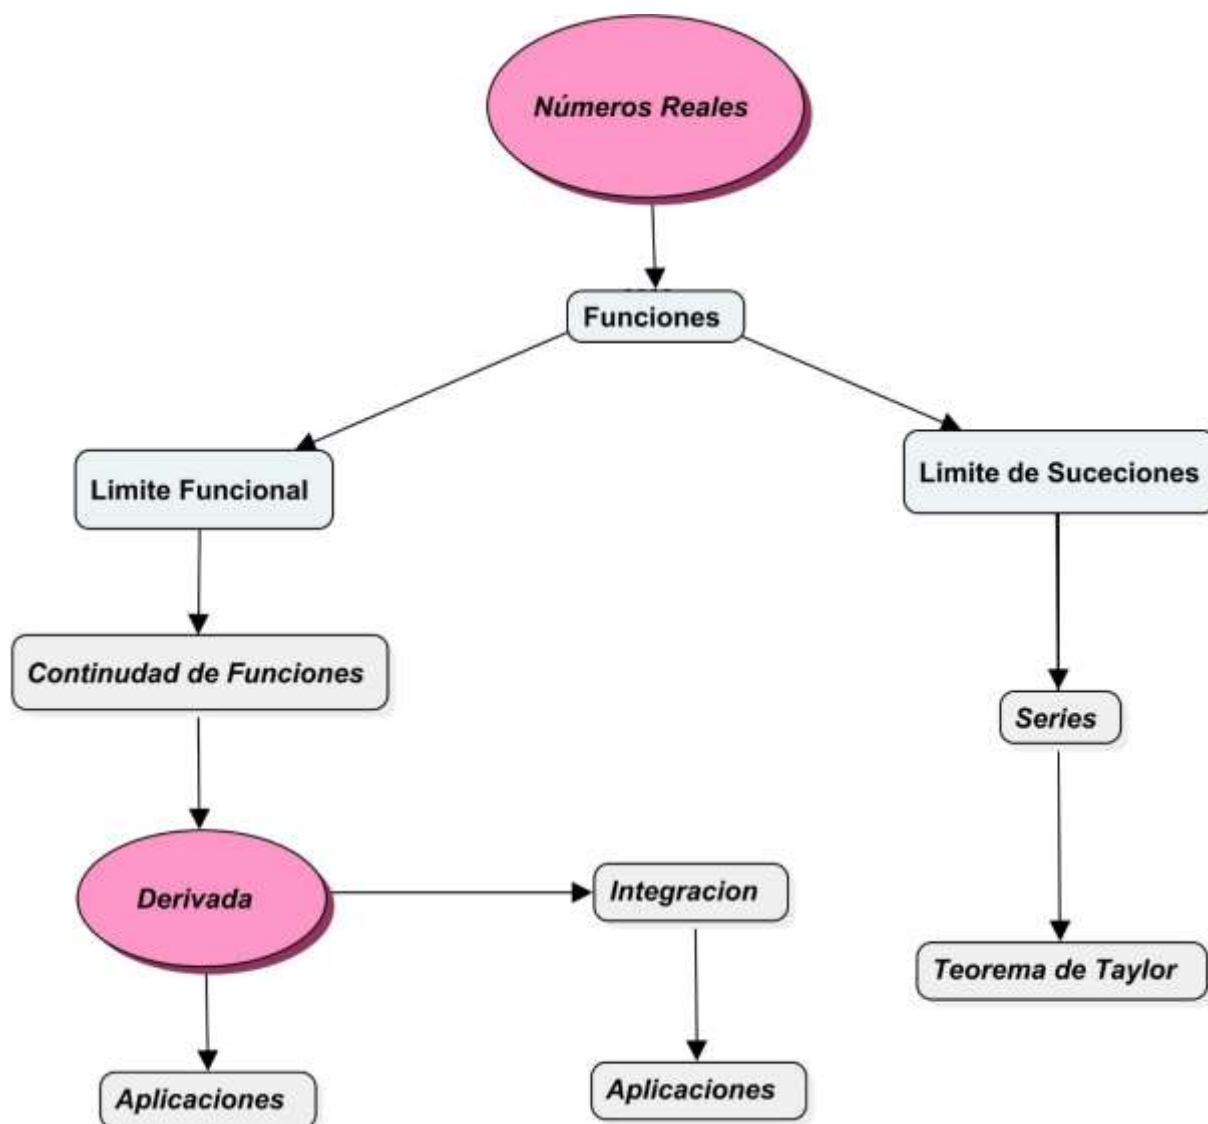 Números Reales
Funciones
Limite Funcional
Limite de Suceciones
Continudad de Funciones
Series
Derivada
Integracion
Teorema de Taylor
Aplicaciones
Aplicaciones